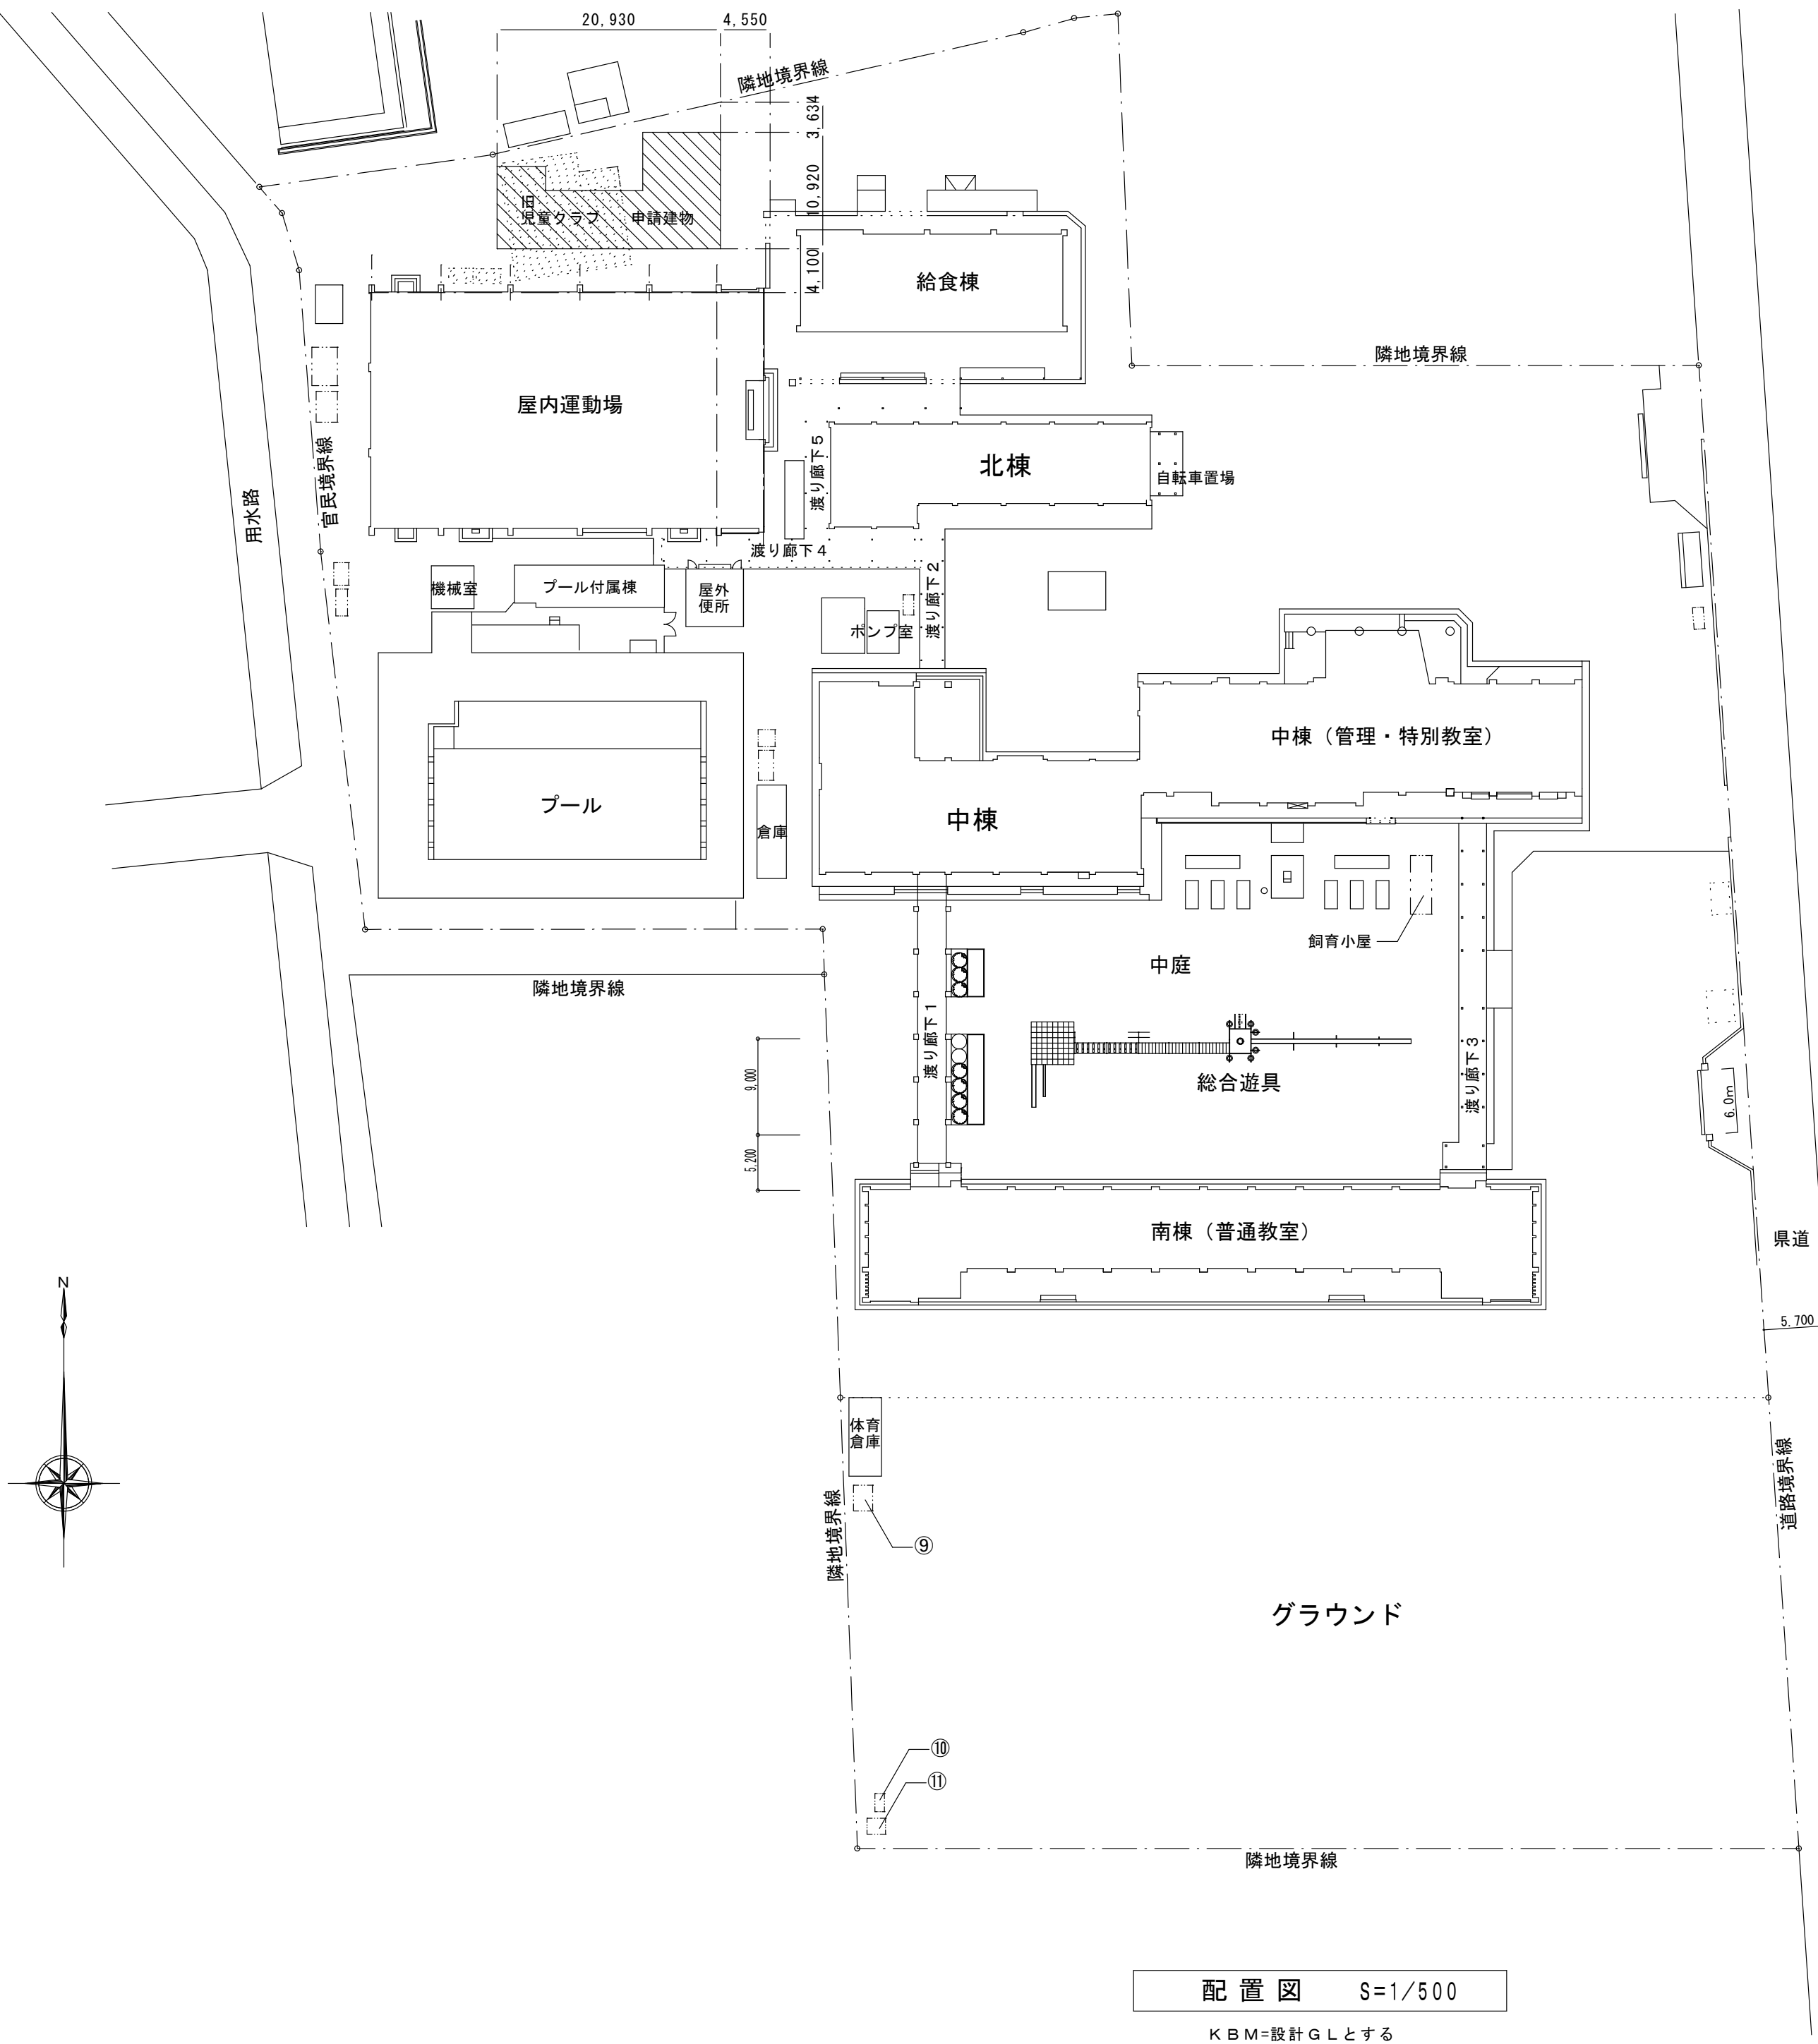 20,930
4,550
隣地境界線
3,634
10,920
4,100
旧
児童クラブ
申請建物
給食棟
隣地境界線
屋内運動場
渡り廊下5
北棟
自転車置場
用水路
官民境界線
渡り廊下4
機械室
プール付属棟
屋外
便所
ポンプ室
渡り廊下2
中棟（管理・特別教室）
プール
倉庫
中棟
飼育小屋
中庭
隣地境界線
渡り廊下1
総合遊具
渡り廊下3
9,000
5,200
6.0m
南棟（普通教室）
県道
5.700
N
体育
倉庫
隣地境界線
⑨
道路境界線
グラウンド
⑩
⑪
隣地境界線
配置図 S=1/500
KBM=設計GLとする